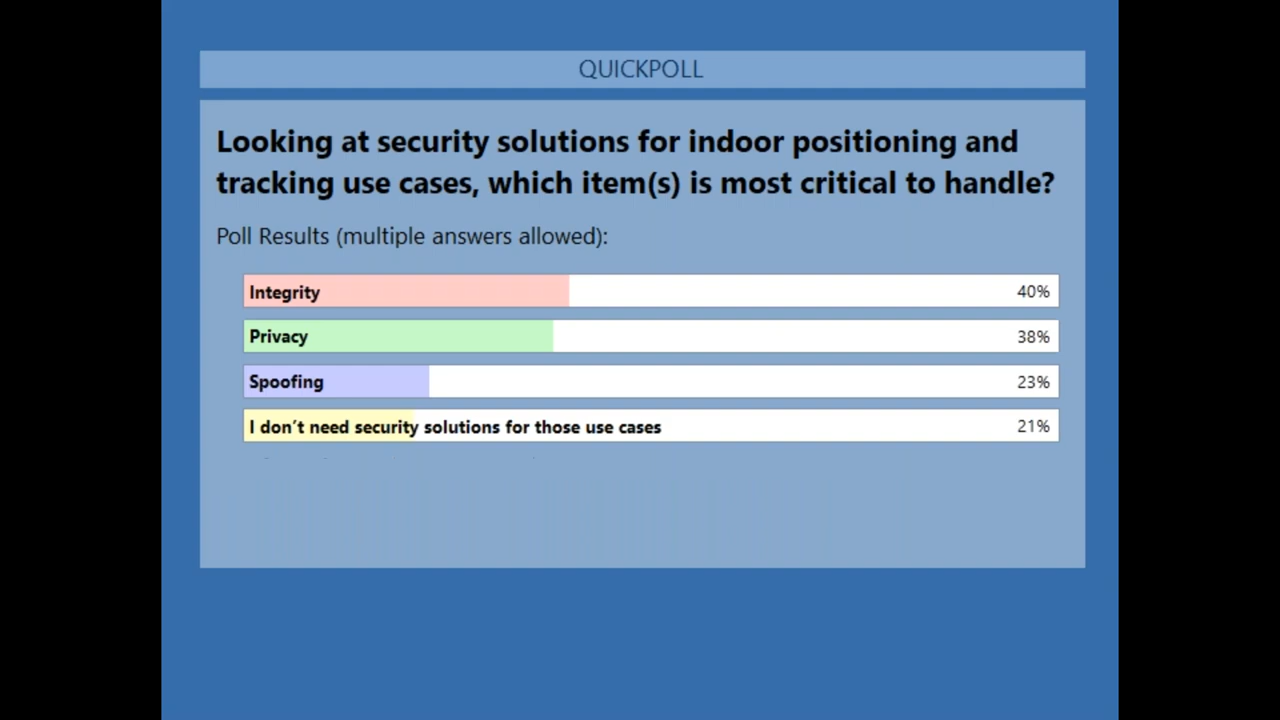 QUICKPOLL
Looking at security solutions for indoor positioning and
tracking use cases, which item(s) is most critical to handle?
Poll Results (multiple answers allowed):
Integrity 40%
Privacy 38%
Spoofing 23%
I don’t need security solutions for those use cases 21%